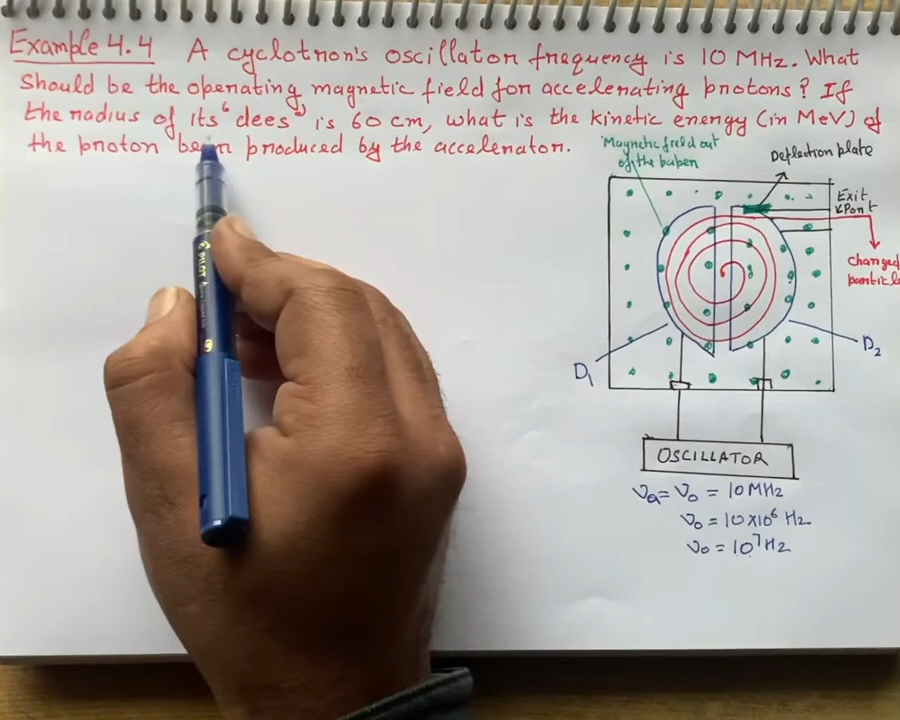 Example 4.4 A cyclotron's oscillator frequency is 10 MHz. What
should be the operating magnetic field for accelerating protons? If
the radius of its 'dees' is 60 cm, what is the kinetic energy (in MeV) of
the proton beam produced by the accelerator.
Magnetic field out
of the paper
Deflection plate
Exit
Port
Charged
particle
D₁
D₂
OSCILLATOR
νₐ = ν₀ = 10 MHz
ν₀ = 10×10⁶ Hz
ν₀ = 10⁷ Hz
PILOT